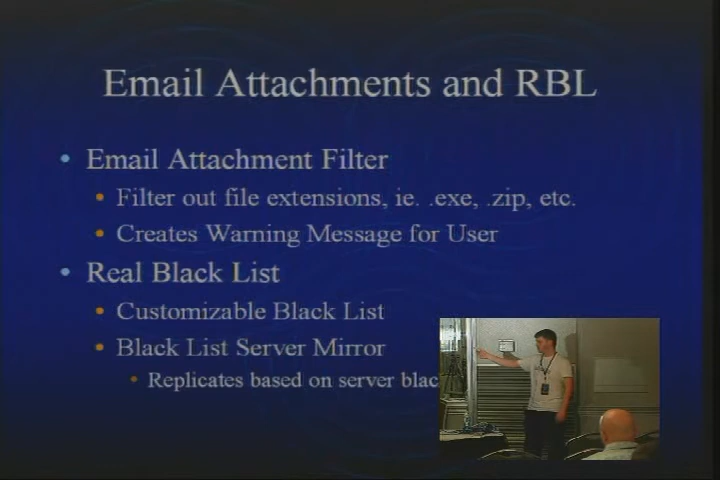 Email Attachments and RBL
• Email Attachment Filter
• Filter out file extensions, ie. .exe, .zip, etc.
• Creates Warning Message for User
• Real Black List
• Customizable Black List
• Black List Server Mirror
• Replicates based on server blac